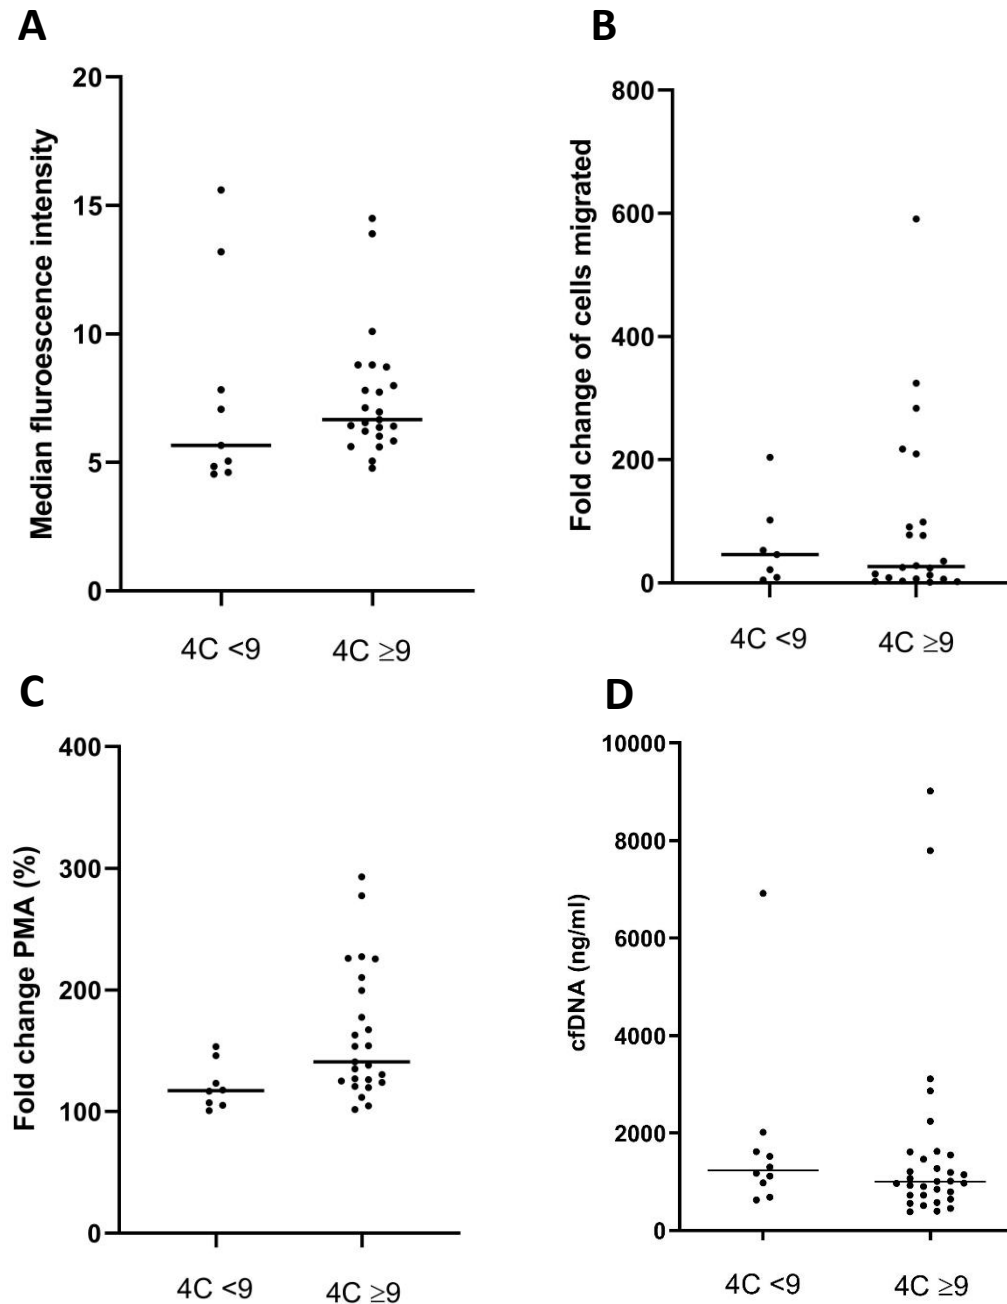 A
Median fluroescence intensity
20
15
10
5
0
4C <9
4C ≥9
B
Fold change of cells migrated
800
600
400
200
0
4C <9
4C ≥9
C
Fold change PMA (%)
400
300
200
100
0
4C <9
4C ≥9
D
cfDNA (ng/ml)
10000
8000
6000
4000
2000
0
4C <9
4C ≥9